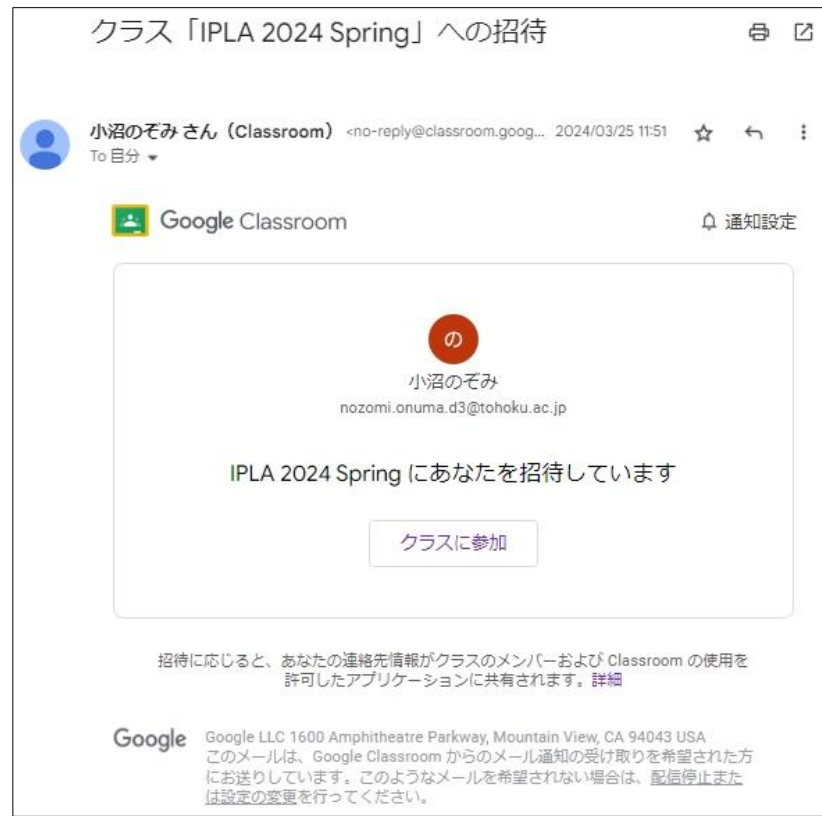 クラス「IPLA 2024 Spring」への招待
小沼のぞみ さん（Classroom） <no-reply@classroom.goog... 2024/03/25 11:51
To 自分
Google Classroom
通知設定
の
小沼のぞみ
nozomi.onuma.d3@tohoku.ac.jp
IPLA 2024 Spring にあなたを招待しています
クラスに参加
招待に応じると、あなたの連絡先情報がクラスのメンバーおよび Classroom の使用を
許可したアプリケーションに共有されます。詳細
Google
Google LLC 1600 Amphitheatre Parkway, Mountain View, CA 94043 USA
このメールは、Google Classroom からのメール通知の受け取りを希望された方
にお送りしています。このようなメールを希望されない場合は、配信停止また
は設定の変更を行ってください。